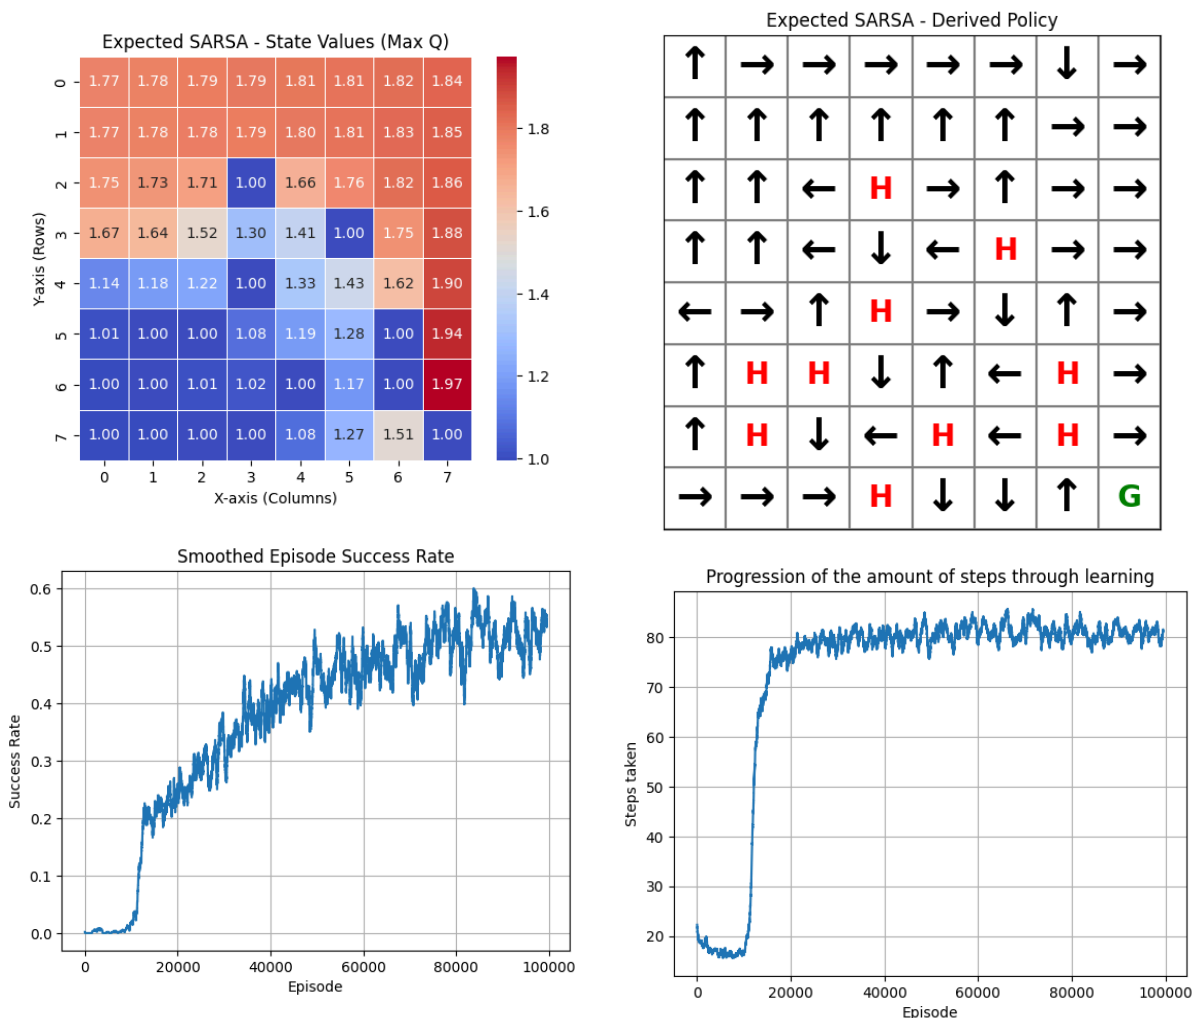 Expected SARSA - State Values (Max Q)
0 1.77 1.78 1.79 1.79 1.81 1.81 1.82 1.84
1 1.77 1.78 1.78 1.79 1.80 1.81 1.83 1.85
2 1.75 1.73 1.71 1.00 1.66 1.76 1.82 1.86
3 1.67 1.64 1.52 1.30 1.41 1.00 1.75 1.88
4 1.14 1.18 1.22 1.00 1.33 1.43 1.62 1.90
5 1.01 1.00 1.00 1.08 1.19 1.28 1.00 1.94
6 1.00 1.00 1.01 1.02 1.00 1.17 1.00 1.97
7 1.00 1.00 1.00 1.00 1.08 1.27 1.51 1.00
0 1 2 3 4 5 6 7
X-axis (Columns)
Y-axis (Rows)
1.8
1.6
1.4
1.2
1.0
Expected SARSA - Derived Policy
↑ → → → → → ↓ →
↑ ↑ ↑ ↑ ↑ ↑ → →
↑ ↑ ← H → ↑ → →
↑ ↑ ← ↓ ← H → →
← → ↑ H → ↓ ↑ →
↑ H H ↓ ↑ ← H →
↑ H ↓ ← H ← H →
→ → → H ↓ ↓ ↑ G
Smoothed Episode Success Rate
0.6
0.5
0.4
0.3
0.2
0.1
0.0
Success Rate
0 20000 40000 60000 80000 100000
Episode
Progression of the amount of steps through learning
80
70
60
50
40
30
20
Steps taken
0 20000 40000 60000 80000 100000
Episode